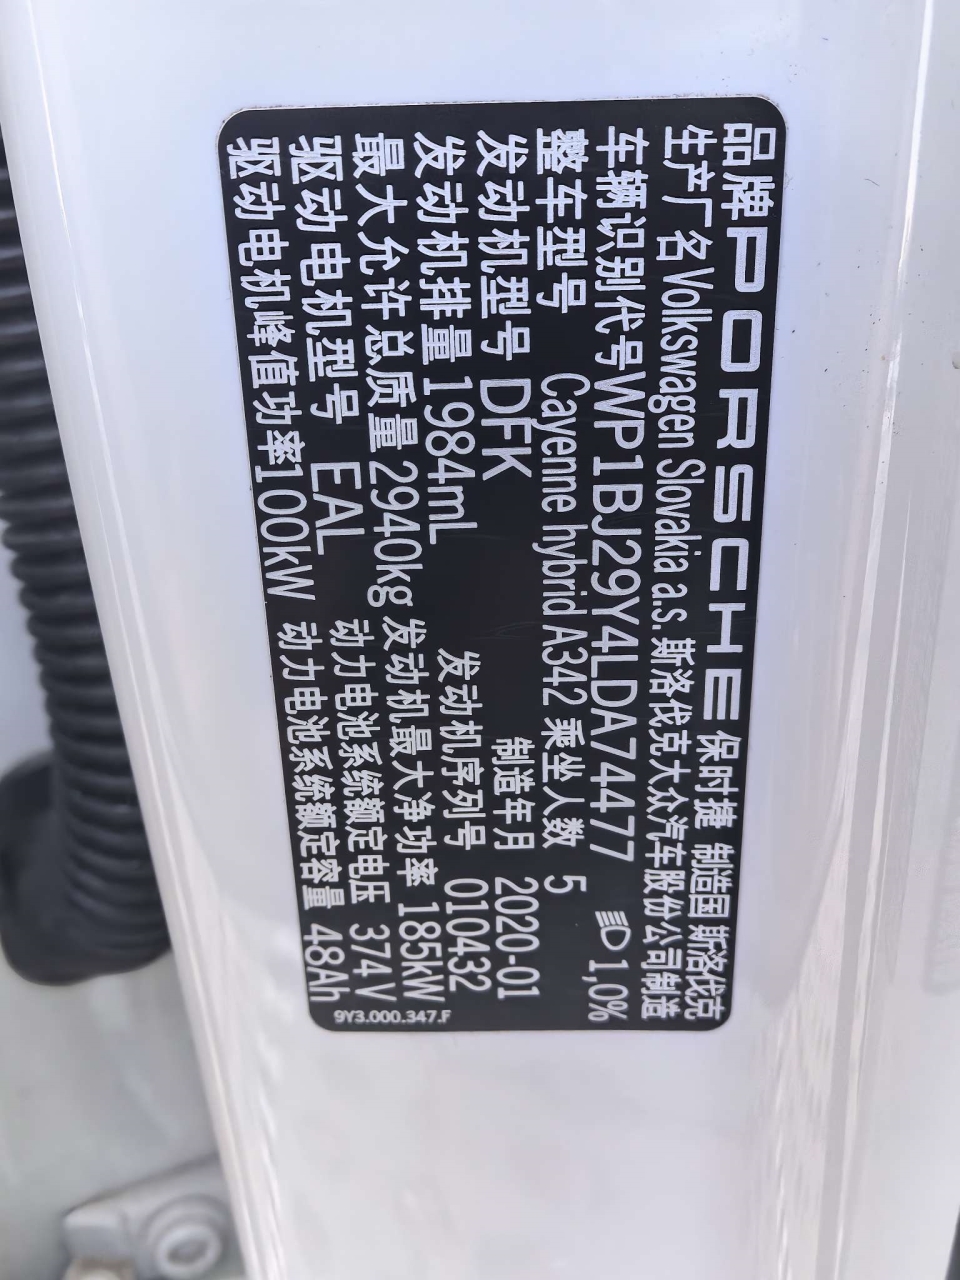 品牌 PORSCHE 保时捷 制造国 斯洛伐克
生产厂名 Volkswagen Slovakia a.s. 斯洛伐克大众汽车股份公司制造
车辆识别代号 WP1BJ29Y4LDA74477 1,0%
整车型号 Cayenne hybrid A342 乘坐人数 5
发动机型号 DFK 制造年月 2020-01
发动机排量 1984mL 发动机序列号 010432
最大允许总质量 2940kg 发动机最大净功率 185kW
驱动电机型号 EAL 动力电池系统额定电压 374V
驱动电机峰值功率 100kW 动力电池系统额定容量 48Ah
9Y3.000.347.F